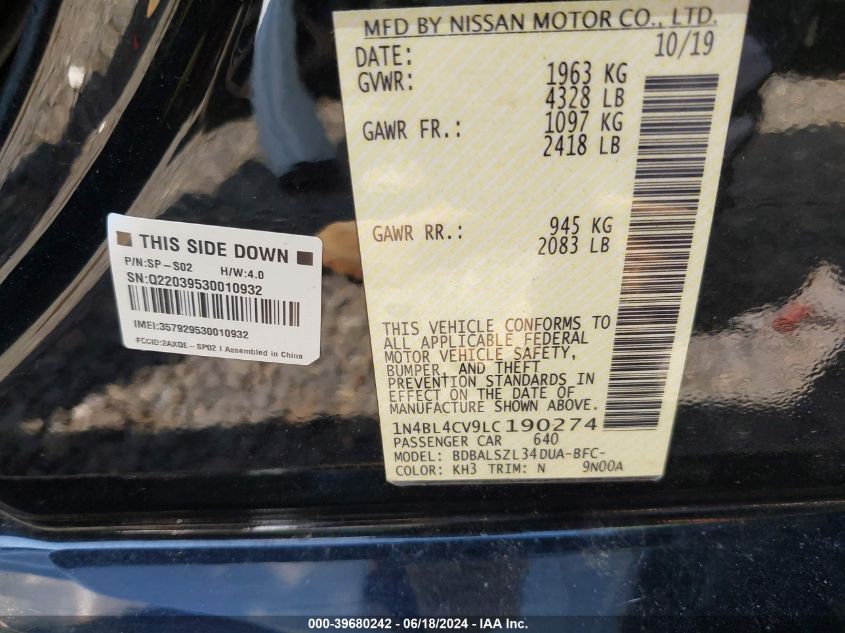 MFD BY NISSAN MOTOR CO., LTD.
DATE: 10/19
GVWR: 1963 KG
4328 LB
GAWR FR.: 1097 KG
2418 LB
GAWR RR.: 945 KG
2083 LB
THIS VEHICLE CONFORMS TO
ALL APPLICABLE FEDERAL
MOTOR VEHICLE SAFETY,
BUMPER, AND THEFT
PREVENTION STANDARDS IN
EFFECT ON THE DATE OF
MANUFACTURE SHOWN ABOVE.
1N4BL4CV9LC190274
PASSENGER CAR 640
MODEL: BDBALSZL34DUA-BFC-
COLOR: KH3 TRIM: N 9N00A
THIS SIDE DOWN
P/N:SP-S02 H/W:4.0
SN:Q22039530010932
IMEI:357929530010932
FCCID:2AXQE-SP02 I Assembled in China
000-39680242 - 06/18/2024 - IAA Inc.